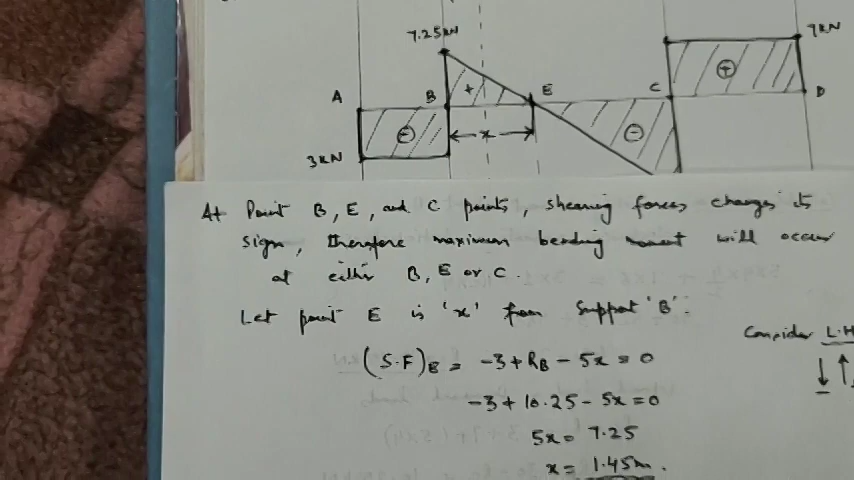 7.25kN
7kN
A
B
+
E
C
+
D
3kN
−
x
−
At Point B, E, and C points, shearing forces changes its
sign, therefore maximum bending moment will occur
at either B, E or C.
Let point E is 'x' from support 'B'.
Consider L.H
(S.F)E = -3+RB - 5x = 0
-3+10.25-5x=0
5x= 7.25
x= 1.45m.